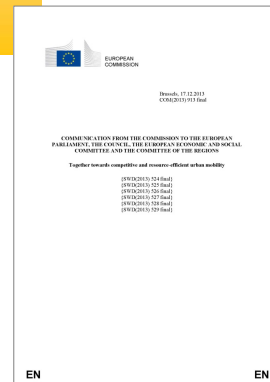 EUROPEAN
COMMISSION
Brussels, 17.12.2013
COM(2013) 913 final
COMMUNICATION FROM THE COMMISSION TO THE EUROPEAN
PARLIAMENT, THE COUNCIL, THE EUROPEAN ECONOMIC AND SOCIAL
COMMITTEE AND THE COMMITTEE OF THE REGIONS
Together towards competitive and resource-efficient urban mobility
{SWD(2013) 524 final}
{SWD(2013) 525 final}
{SWD(2013) 526 final}
{SWD(2013) 527 final}
{SWD(2013) 528 final}
{SWD(2013) 529 final}
EN EN